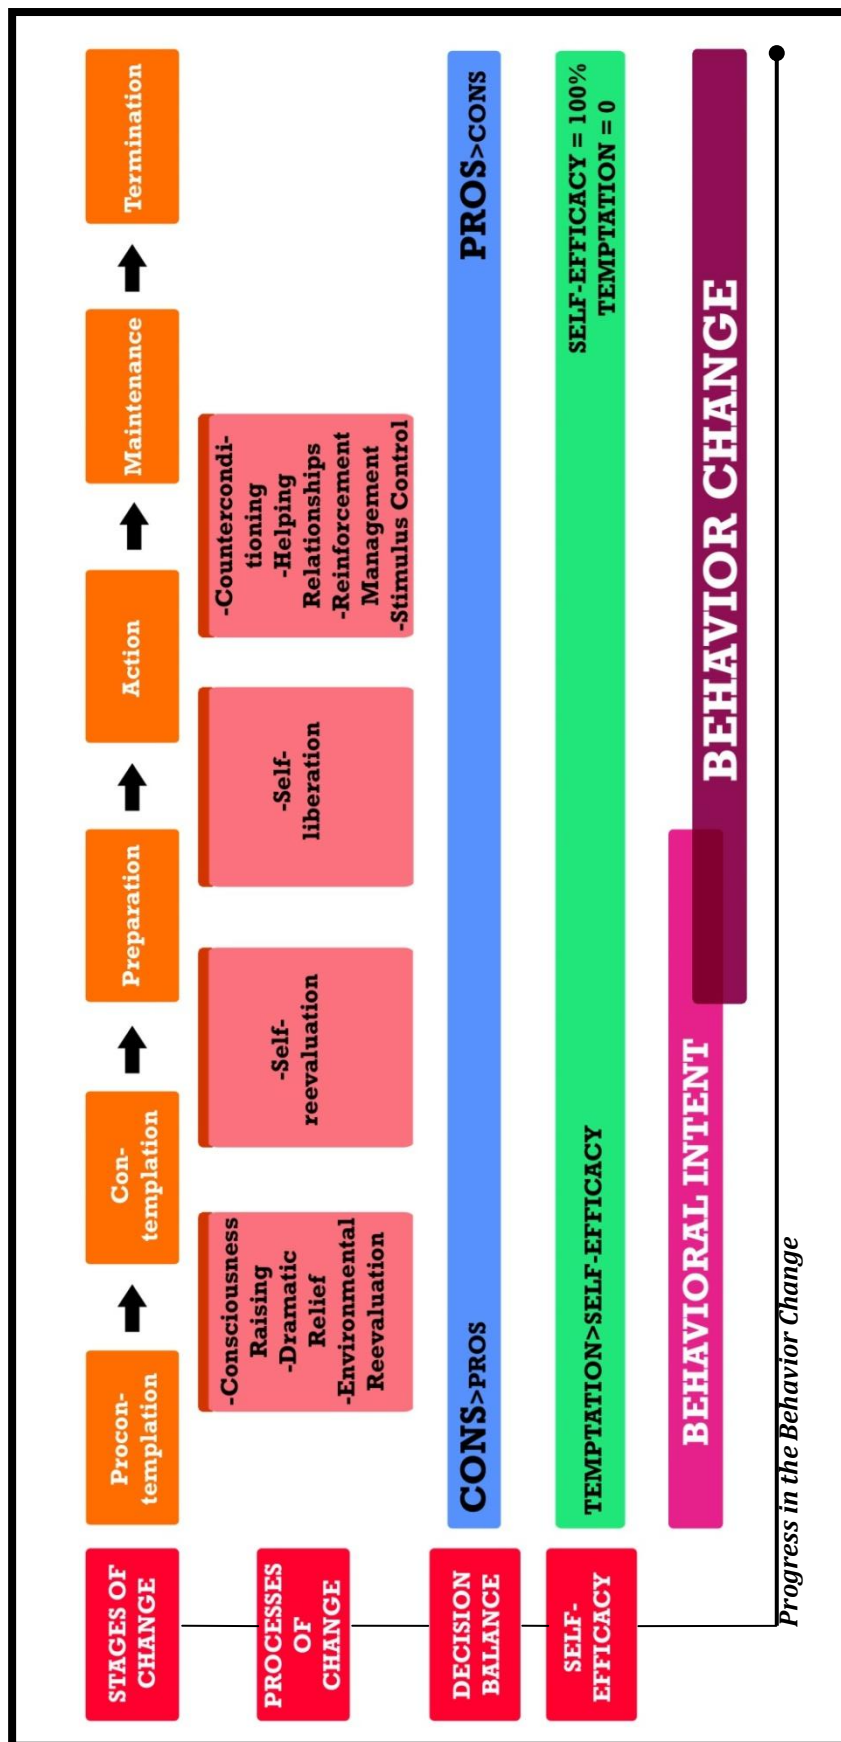 STAGES OF
CHANGE
Procon-
templation
Con-
templation
Preparation
Action
Maintenance
Termination
PROCESSES
OF
CHANGE
-Consciousness
Raising
-Dramatic
Relief
-Environmental
Reevaluation
-Self-
reevaluation
-Self-
liberation
-Countercondi-
tioning
-Helping
Relationships
-Reinforcement
Management
-Stimulus Control
DECISION
BALANCE
CONS>PROS
PROS>CONS
SELF-
EFFICACY
TEMPTATION>SELF-EFFICACY
SELF-EFFICACY = 100%
TEMPTATION = 0
BEHAVIORAL INTENT
BEHAVIOR CHANGE
Progress in the Behavior Change